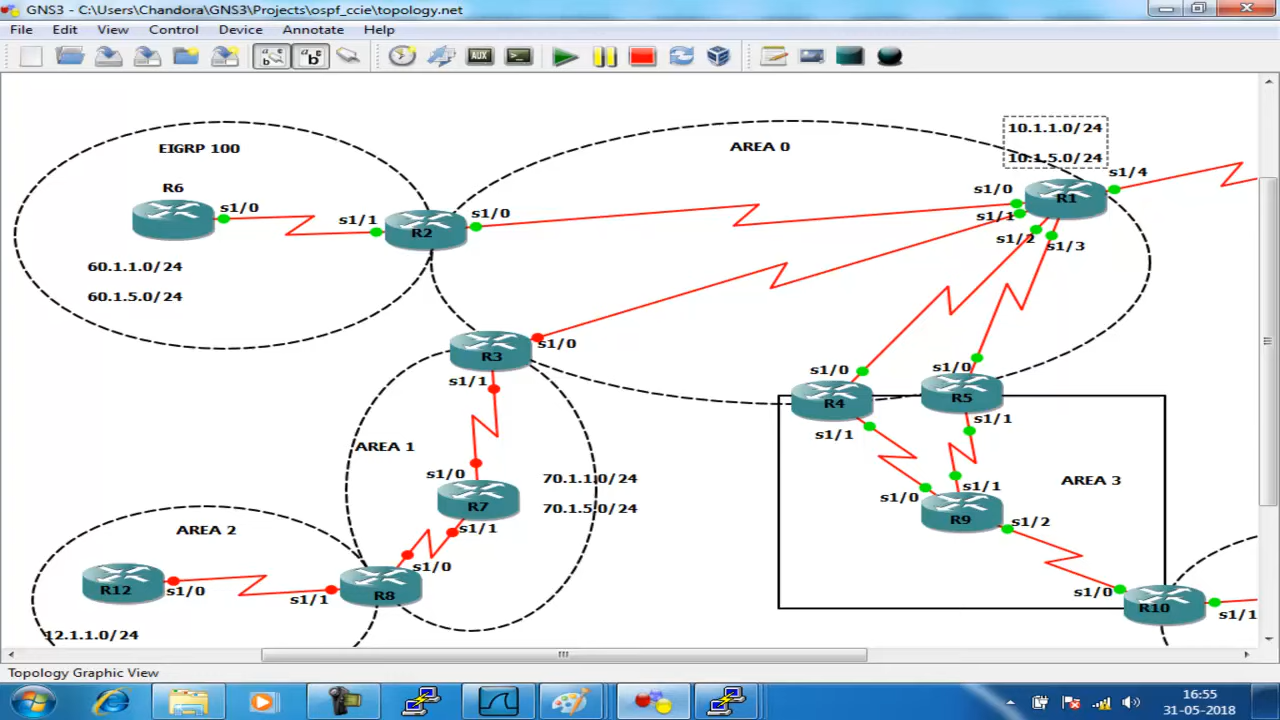 GNS3 - C:\Users\Chandora\GNS3\Projects\ospf_ccie\topology.net
File Edit View Control Device Annotate Help
AUX
10.1.1.0/24
10.1.5.0/24
AREA 0
EIGRP 100
R6
s1/0
s1/1
R2
s1/0
60.1.1.0/24
60.1.5.0/24
s1/0
s1/1
s1/2
s1/3
s1/4
R1
R3
s1/0
s1/1
s1/0
R4
s1/1
s1/0
R5
s1/1
AREA 1
s1/0
R7
s1/1
70.1.1.0/24
70.1.5.0/24
AREA 3
s1/0
s1/1
R9
s1/2
AREA 2
R12
s1/0
s1/1
s1/0
R8
12.1.1.0/24
s1/0
R10
s1/1
Topology Graphic View
16:55
31-05-2018